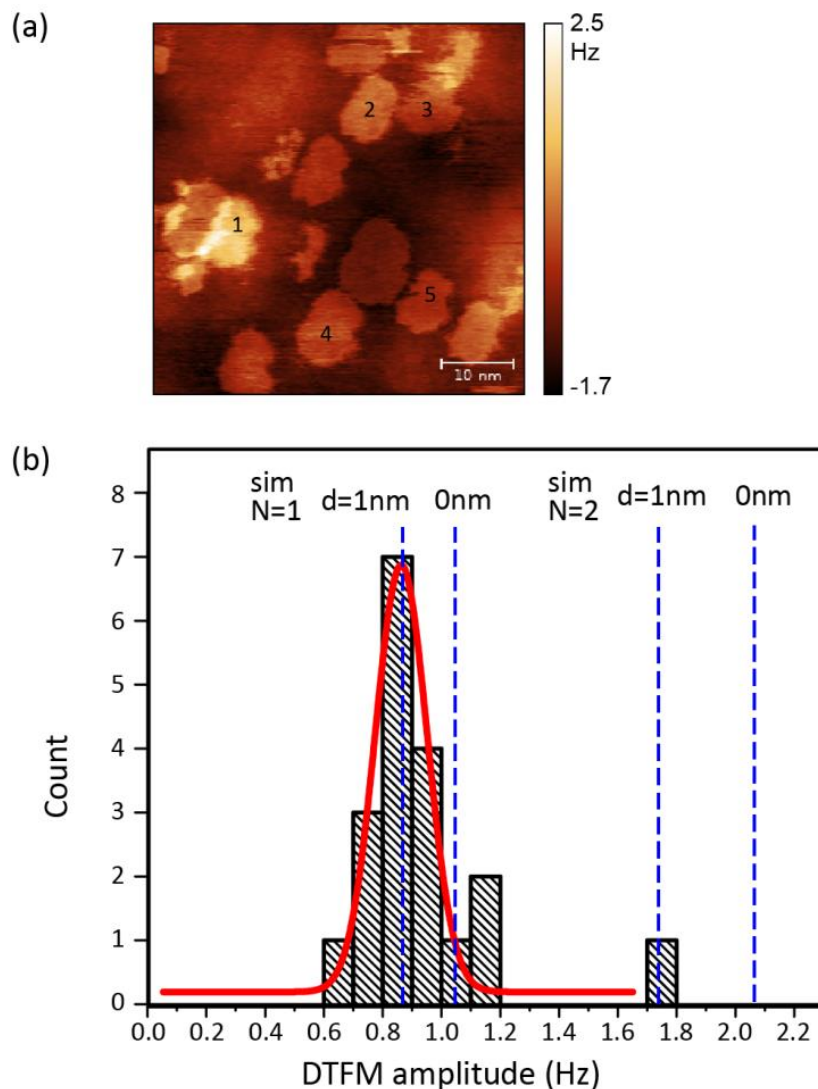 (a)
2.5
Hz
2
3
1
5
4
10 nm
-1.7
(b)
sim
N=1
d=1nm
0nm
sim
N=2
d=1nm
0nm
8
7
6
5
4
3
2
1
0
Count
0.0 0.2 0.4 0.6 0.8 1.0 1.2 1.4 1.6 1.8 2.0 2.2
DTFM amplitude (Hz)